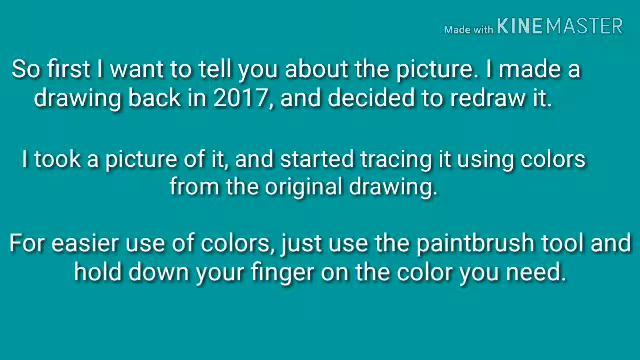 Made with KINEMASTER
So first I want to tell you about the picture. I made a
drawing back in 2017, and decided to redraw it.
I took a picture of it, and started tracing it using colors
from the original drawing.
For easier use of colors, just use the paintbrush tool and
hold down your finger on the color you need.